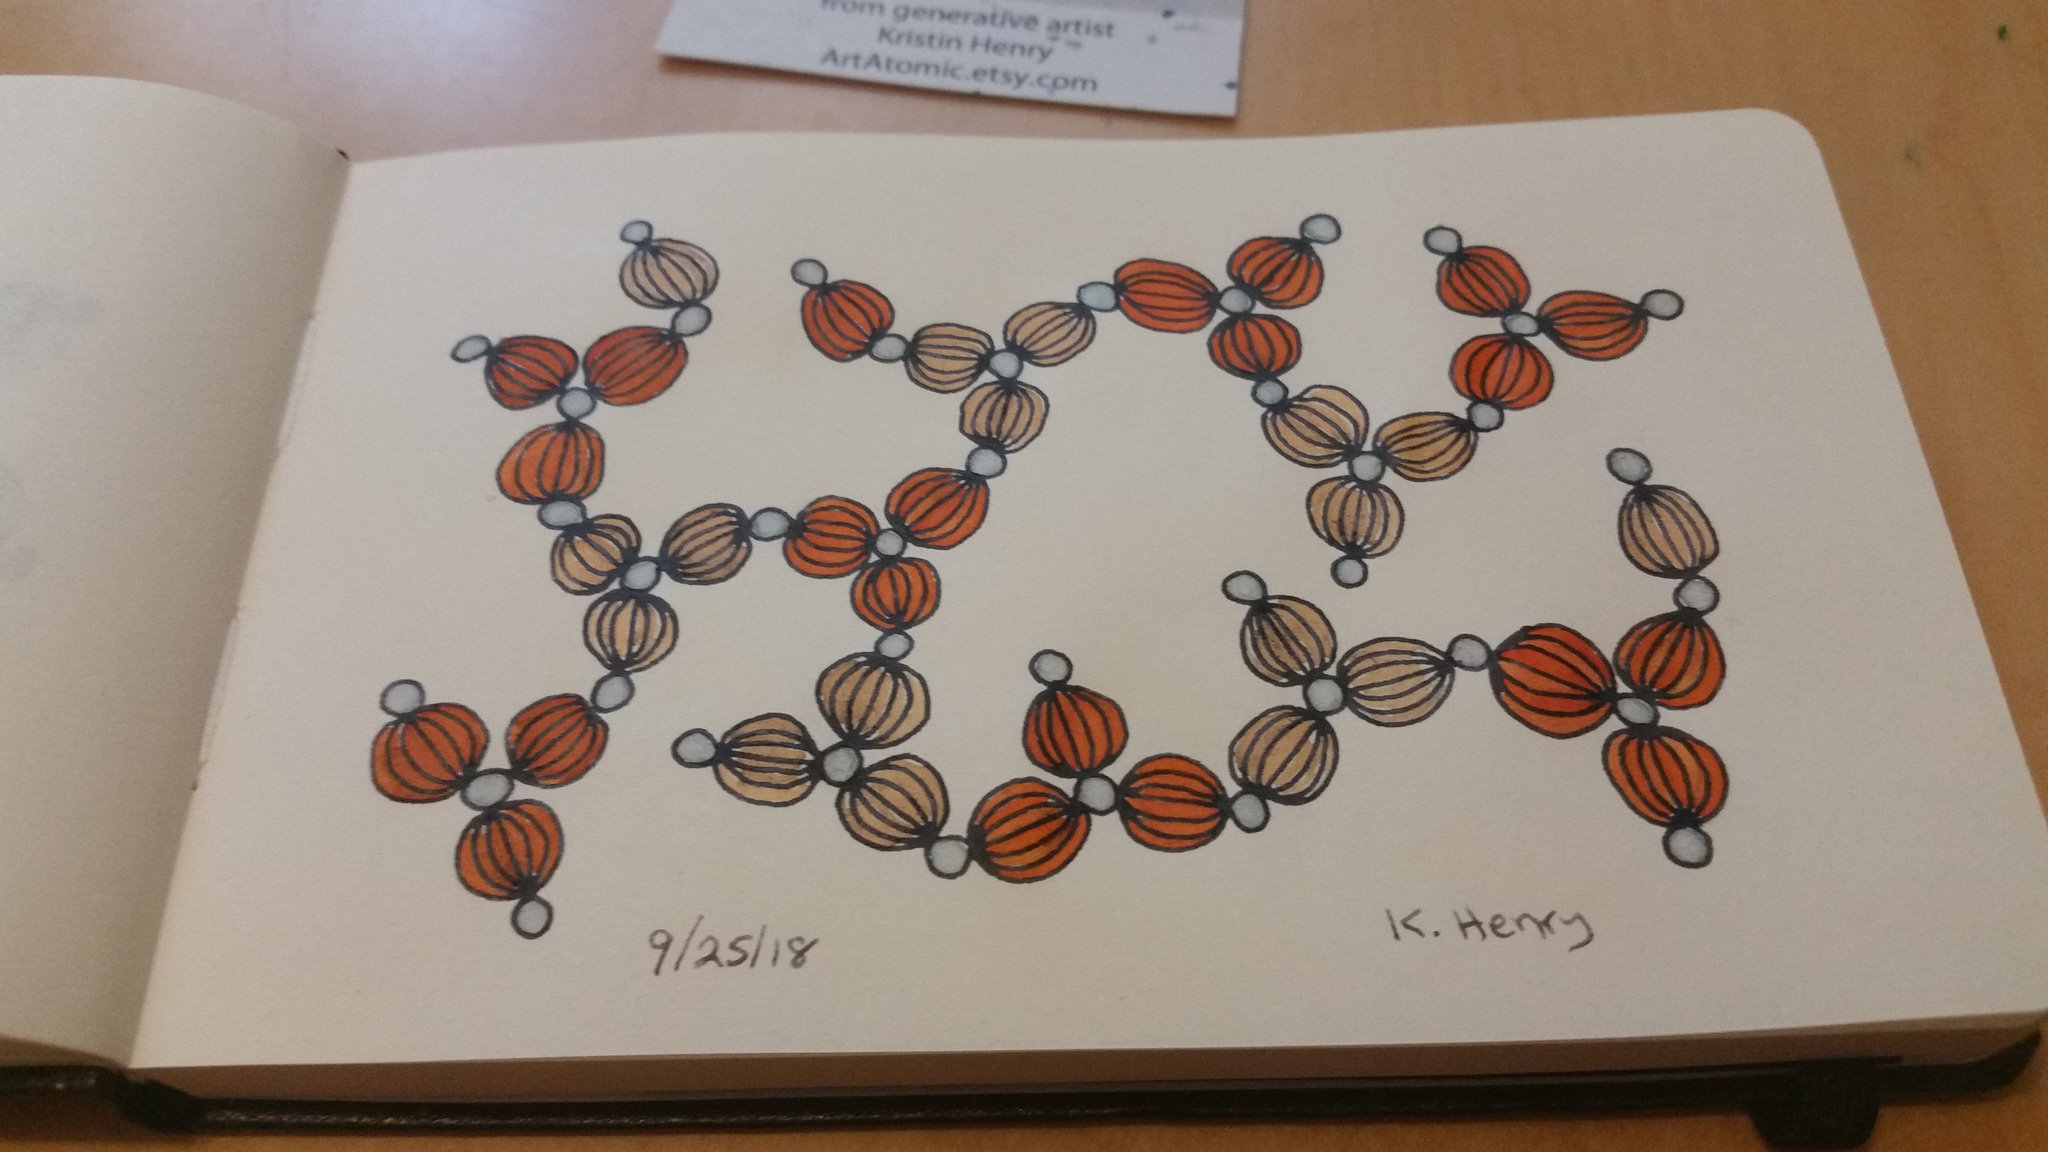 from generative artist
Kristin Henry
ArtAtomic.etsy.com
9/25/18
K. Henry